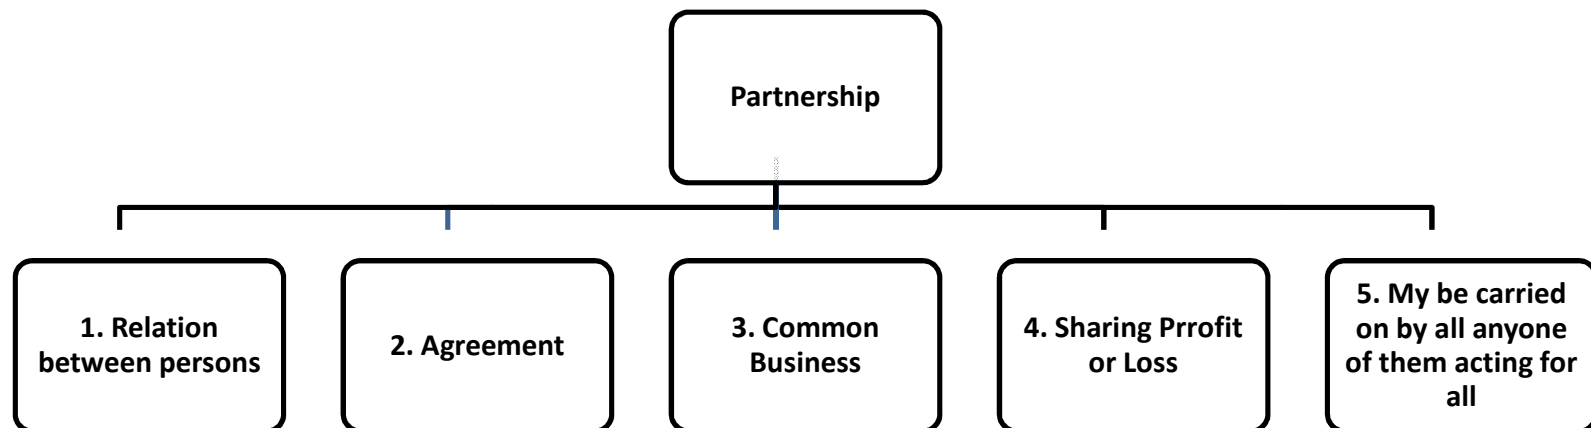 Partnership
1. Relation
between persons
2. Agreement
3. Common
Business
4. Sharing Prrofit
or Loss
5. My be carried
on by all anyone
of them acting for
all